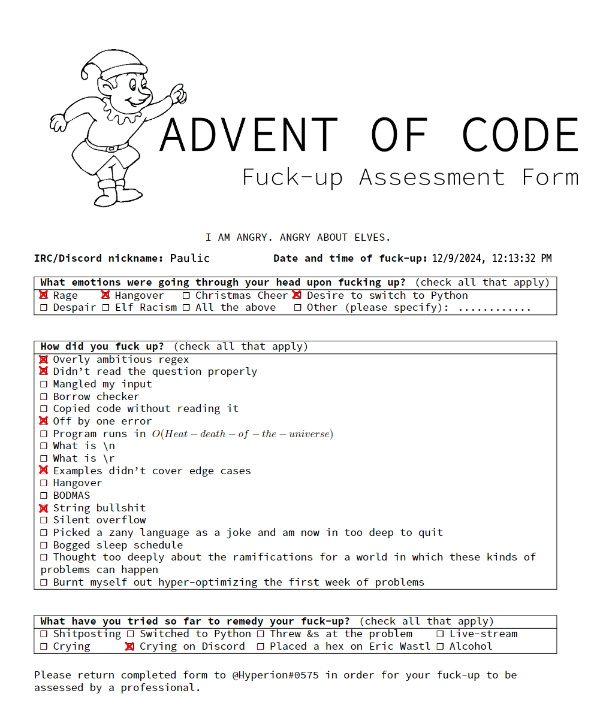 ADVENT OF CODE
Fuck-up Assessment Form
I AM ANGRY. ANGRY ABOUT ELVES.
IRC/Discord nickname: Paulic Date and time of fuck-up: 12/9/2024, 12:13:32 PM
What emotions were going through your head upon fucking up? (check all that apply)
☒ Rage ☒ Hangover ☐ Christmas Cheer ☒ Desire to switch to Python
☐ Despair ☐ Elf Racism ☐ All the above ☐ Other (please specify): ............
How did you fuck up? (check all that apply)
☒ Overly ambitious regex
☒ Didn't read the question properly
☐ Mangled my input
☐ Borrow checker
☐ Copied code without reading it
☒ Off by one error
☐ Program runs in O(Heat−death−of−the−universe)
☐ What is \n
☐ What is \r
☒ Examples didn't cover edge cases
☐ Hangover
☐ BODMAS
☒ String bullshit
☐ Silent overflow
☐ Picked a zany language as a joke and am now in too deep to quit
☐ Bogged sleep schedule
☐ Thought too deeply about the ramifications for a world in which these kinds of
problems can happen
☐ Burnt myself out hyper-optimizing the first week of problems
What have you tried so far to remedy your fuck-up? (check all that apply)
☐ Shitposting ☐ Switched to Python ☐ Threw &s at the problem ☐ Live-stream
☐ Crying ☒ Crying on Discord ☐ Placed a hex on Eric Wastl ☐ Alcohol
Please return completed form to @Hyperion#0575 in order for your fuck-up to be
assessed by a professional.